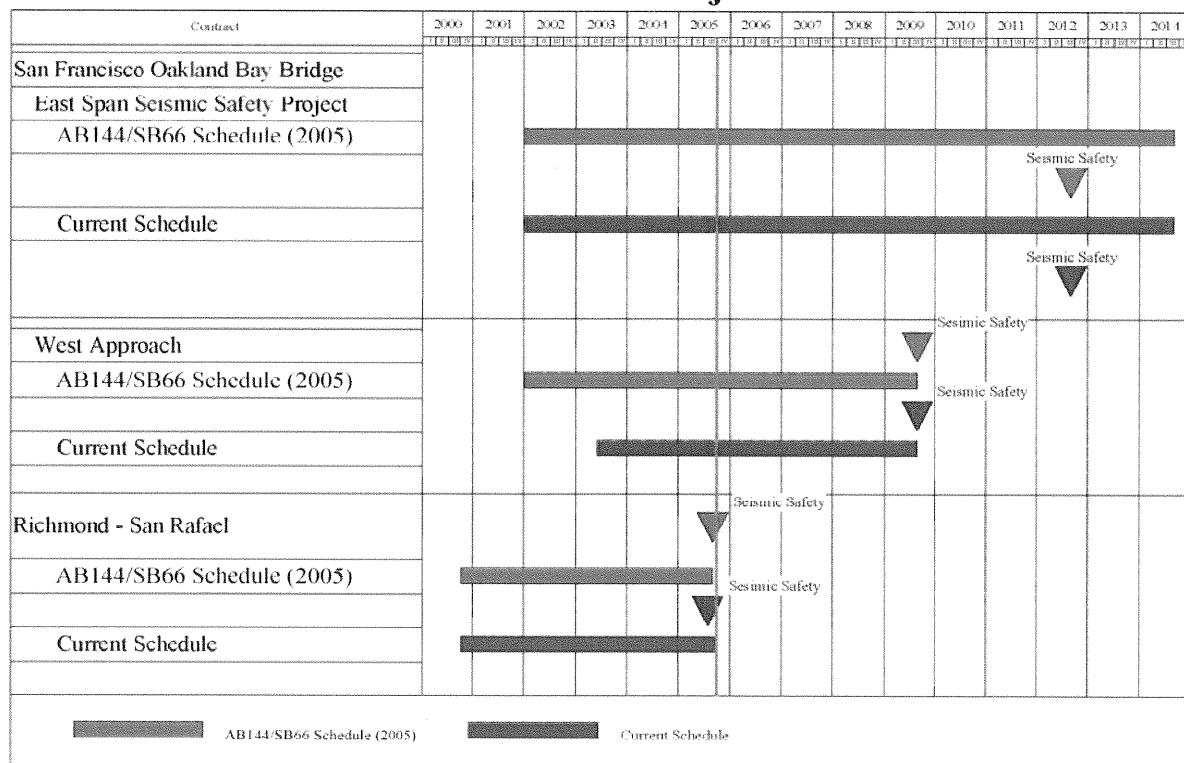 Contract 2000 2001 2002 2003 2004 2005 2006 2007 2008 2009 2010 2011 2012 2013 2014
San Francisco Oakland Bay Bridge
East Span Seismic Safety Project
AB144/SB66 Schedule (2005)
Seismic Safety
Current Schedule
Seismic Safety
Sesimic Safety
West Approach
AB144/SB66 Schedule (2005)
Seismic Safety
Current Schedule
Seismic Safety
Richmond - San Rafael
AB144/SB66 Schedule (2005)
Sesimic Safety
Current Schedule
AB144/SB66 Schedule (2005) Current Schedule